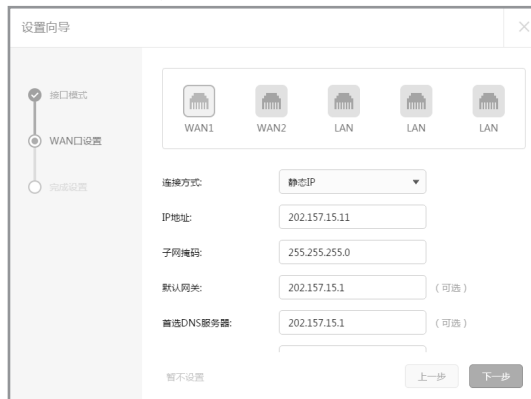 设置向导
接口模式
WAN口设置
完成设置
WAN1 WAN2 LAN LAN LAN
连接方式: 静态IP
IP地址: 202.157.15.11
子网掩码: 255.255.255.0
默认网关: 202.157.15.1 (可选)
首选DNS服务器: 202.157.15.1 (可选)
暂不设置 上一步 下一步